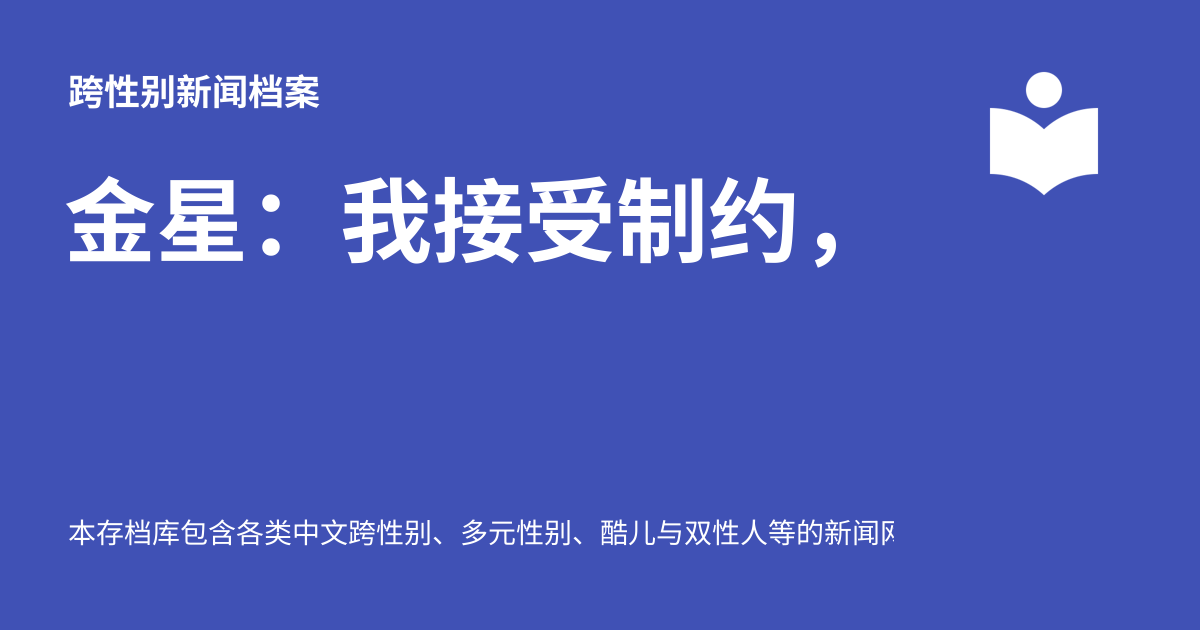 跨性别新闻档案
金星：我接受制约，
本存档库包含各类中文跨性别、多元性别、酷儿与双性人等的新闻